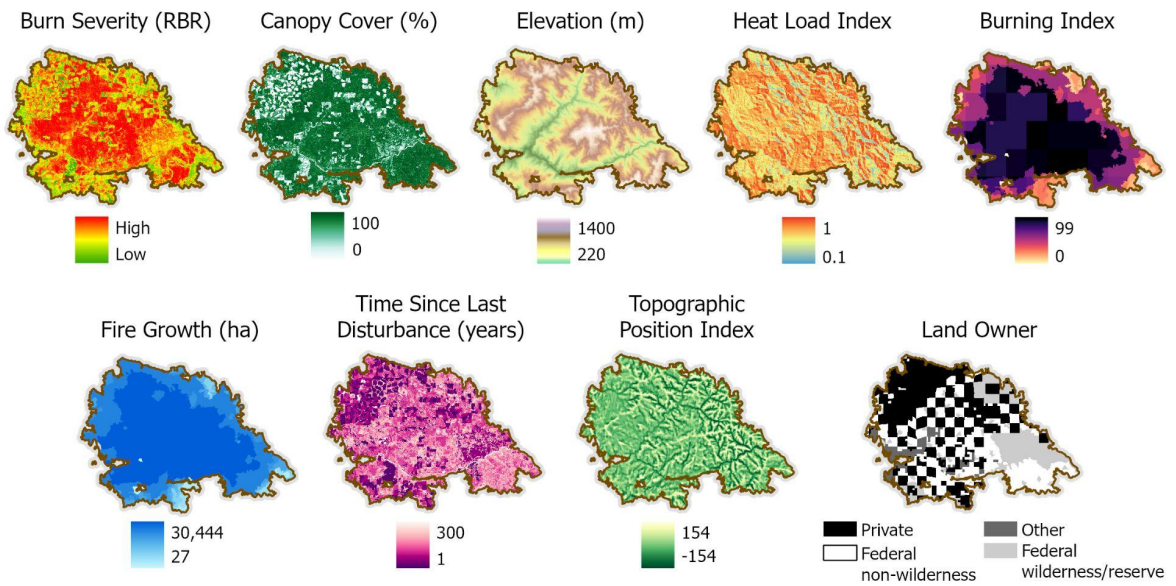 Burn Severity (RBR)
Canopy Cover (%)
Elevation (m)
Heat Load Index
Burning Index
High
Low
100
0
1400
220
1
0.1
99
0
Fire Growth (ha)
Time Since Last
Disturbance (years)
Topographic
Position Index
Land Owner
30,444
27
300
1
154
-154
Private
Federal
non-wilderness
Other
Federal
wilderness/reserve